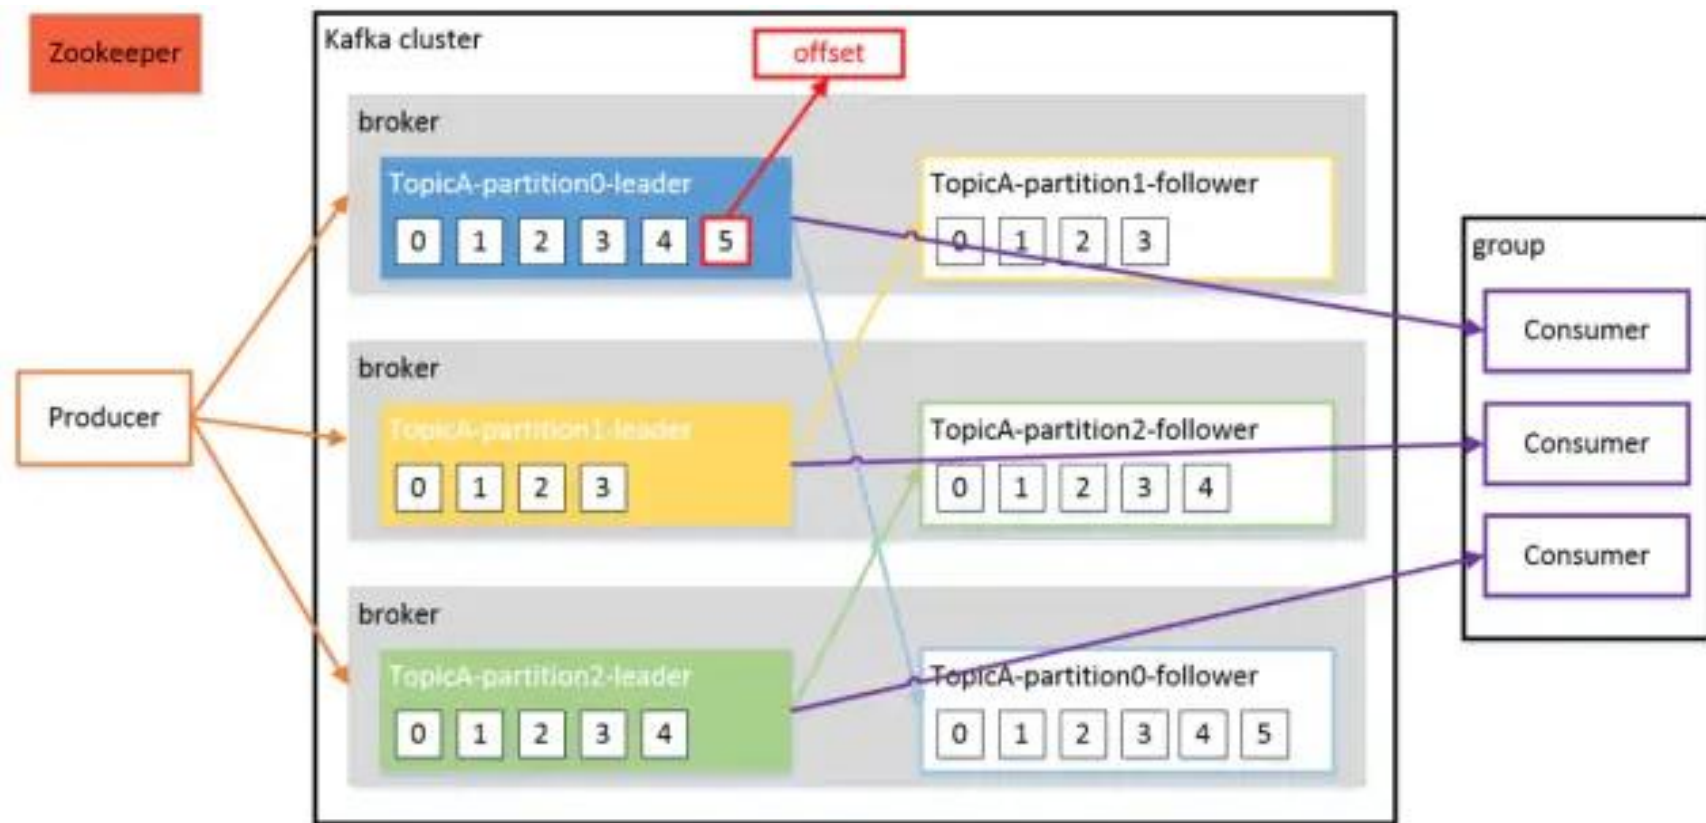 Zookeeper
Kafka cluster
offset
broker
TopicA-partition0-leader
0 1 2 3 4 5
TopicA-partition1-follower
0 1 2 3
broker
TopicA-partition1-leader
0 1 2 3
TopicA-partition2-follower
0 1 2 3 4
broker
TopicA-partition2-leader
0 1 2 3 4
TopicA-partition0-follower
0 1 2 3 4 5
Producer
group
Consumer
Consumer
Consumer